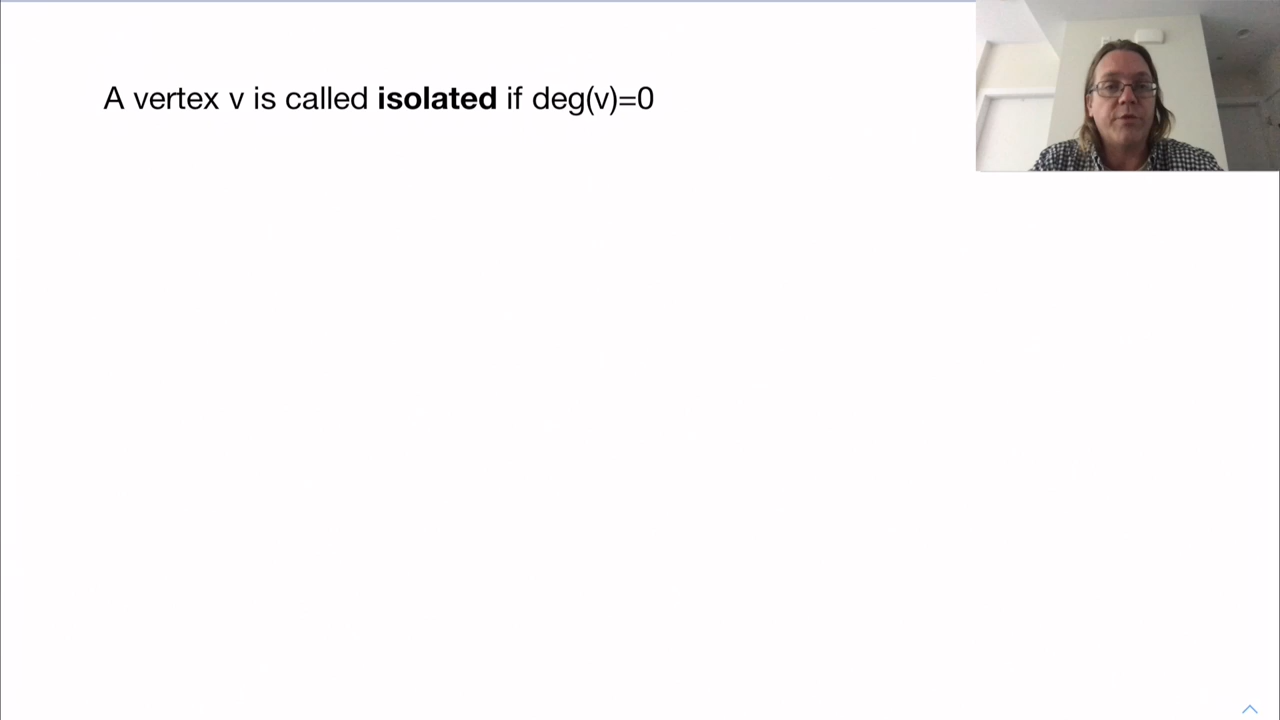 A vertex v is called isolated if deg(v)=0